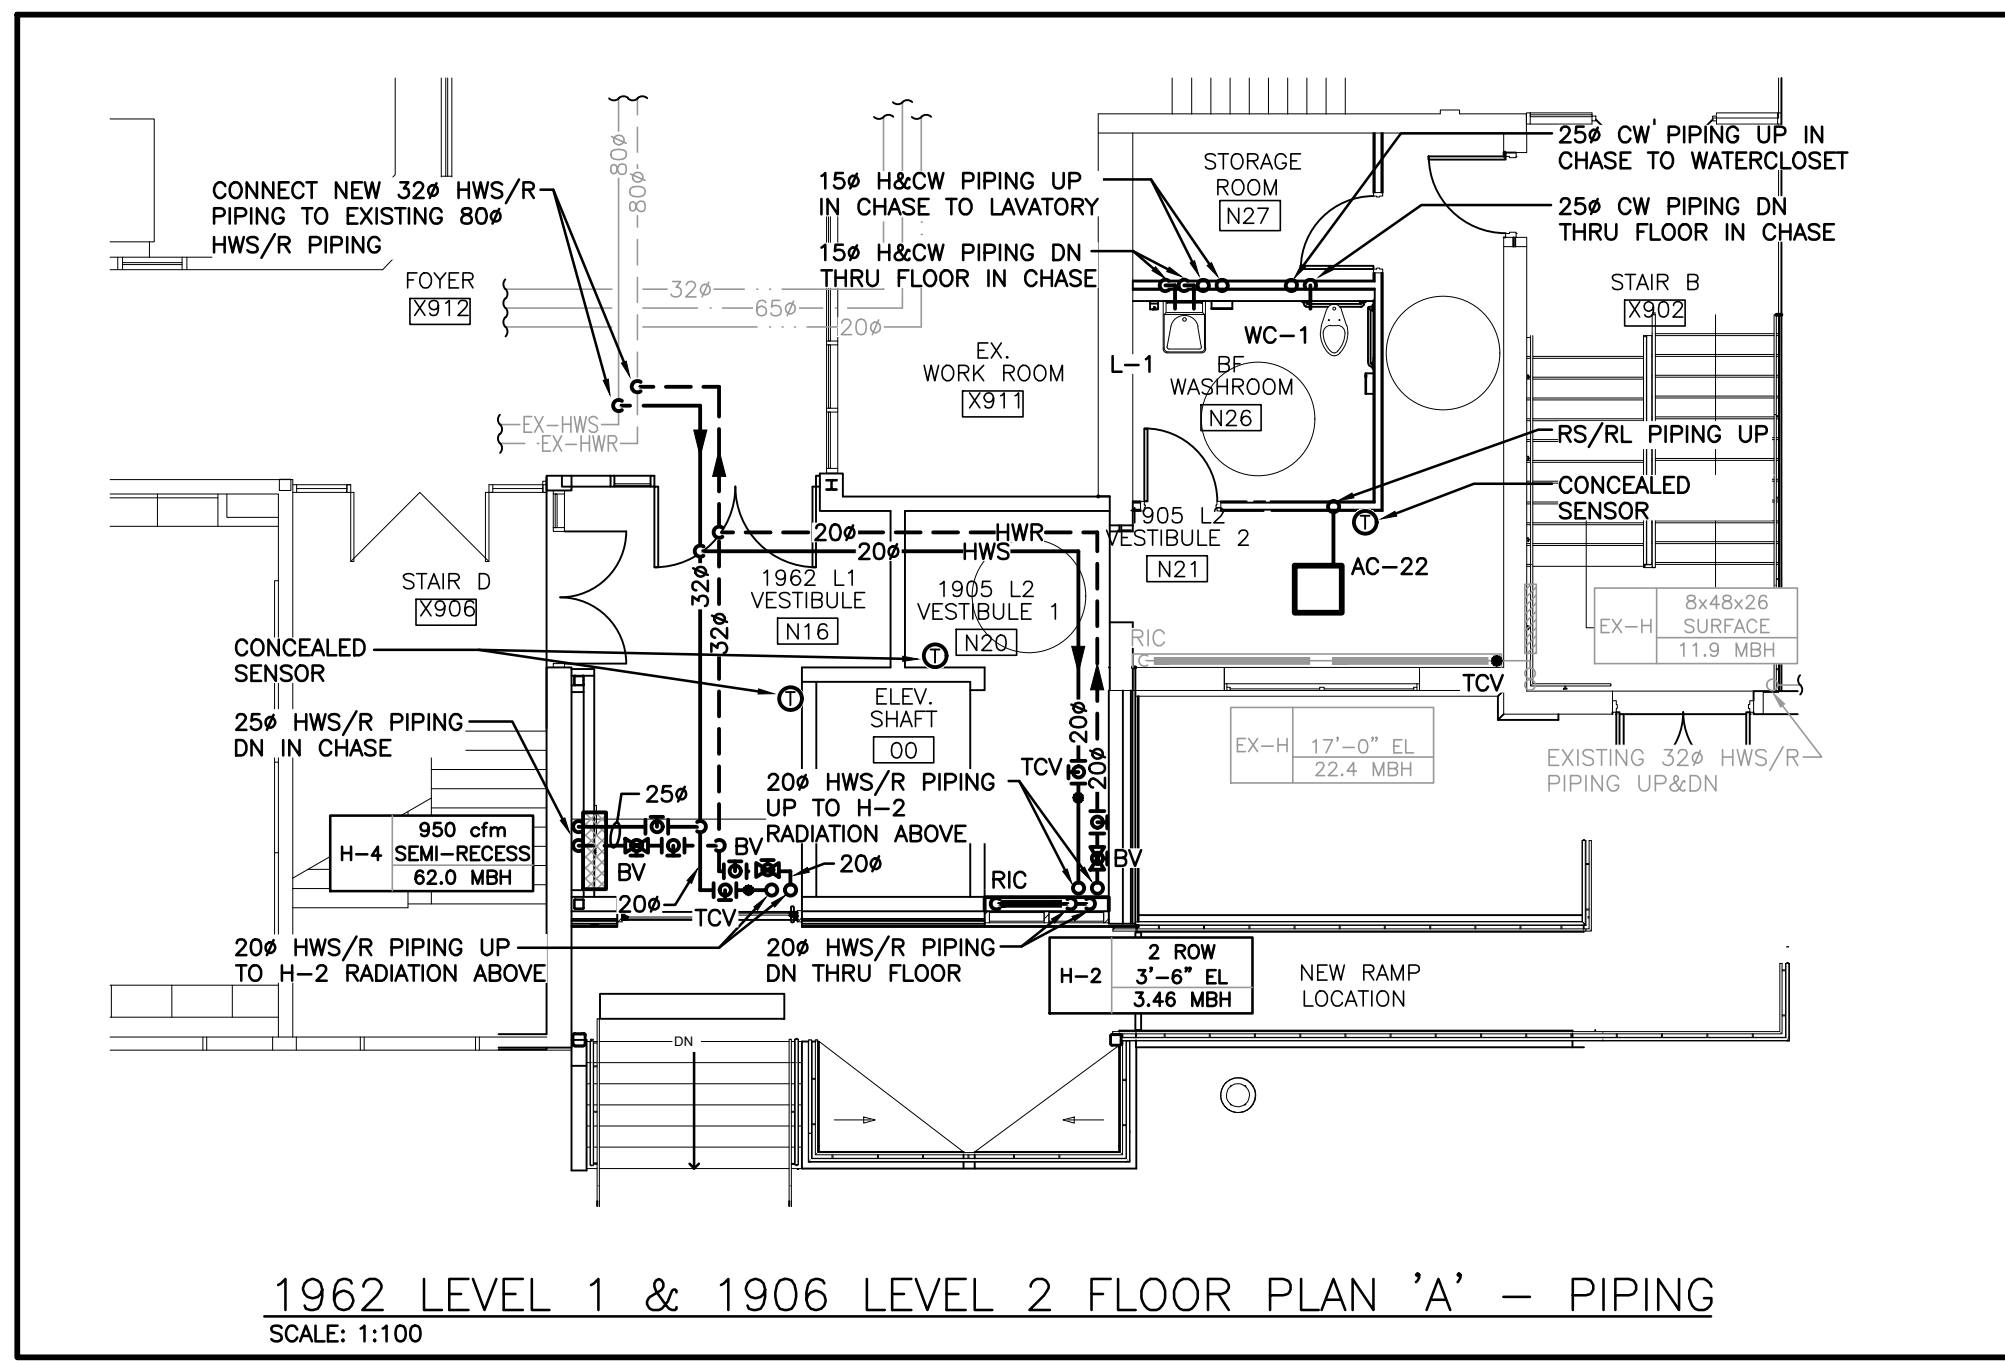 CONNECT NEW 32ø HWS/R
PIPING TO EXISTING 80ø
HWS/R PIPING
80ø
80ø
FOYER
X912
32ø
65ø
20ø
EX-HWS
EX-HWR
15ø H&CW PIPING UP
IN CHASE TO LAVATORY
15ø H&CW PIPING DN
THRU FLOOR IN CHASE
STORAGE
ROOM
N27
25ø CW PIPING UP IN
CHASE TO WATERCLOSET
25ø CW PIPING DN
THRU FLOOR IN CHASE
STAIR B
X902
EX.
WORK ROOM
X911
WC-1
L-1
BF
WASHROOM
N26
RS/RL PIPING UP
CONCEALED
SENSOR
T
H
1905 L2
VESTIBULE 2
N21
AC-22
20ø
HWR
20ø
HWS
STAIR D
X906
32ø
32ø
1962 L1
VESTIBULE
N16
1905 L2
VESTIBULE 1
N20
T
CONCEALED
SENSOR
T
RIC
TCV
EX-H
8x48x26
SURFACE
11.9 MBH
25ø HWS/R PIPING
DN IN CHASE
ELEV.
SHAFT
00
EX-H
17'-0" EL
22.4 MBH
EXISTING 32ø HWS/R
PIPING UP&DN
20ø
20ø
TCV
20ø HWS/R PIPING
UP TO H-2
RADIATION ABOVE
25ø
H-4
950 cfm
SEMI-RECESS
62.0 MBH
BV
BV
BV
20ø
20ø
TCV
RIC
20ø HWS/R PIPING UP
TO H-2 RADIATION ABOVE
20ø HWS/R PIPING
DN THRU FLOOR
H-2
2 ROW
3'-6" EL
3.46 MBH
NEW RAMP
LOCATION
DN
1962 LEVEL 1 & 1906 LEVEL 2 FLOOR PLAN 'A' - PIPING
SCALE: 1:100